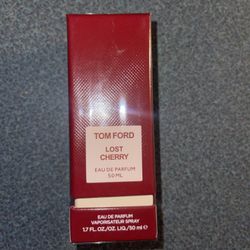 TOM FORD
LOST
CHERRY
EAU DE PARFUM
50 ML
EAU DE PARFUM
VAPORISATEUR SPRAY
1.7 FL. OZ./OZ. LIQ./50 ml